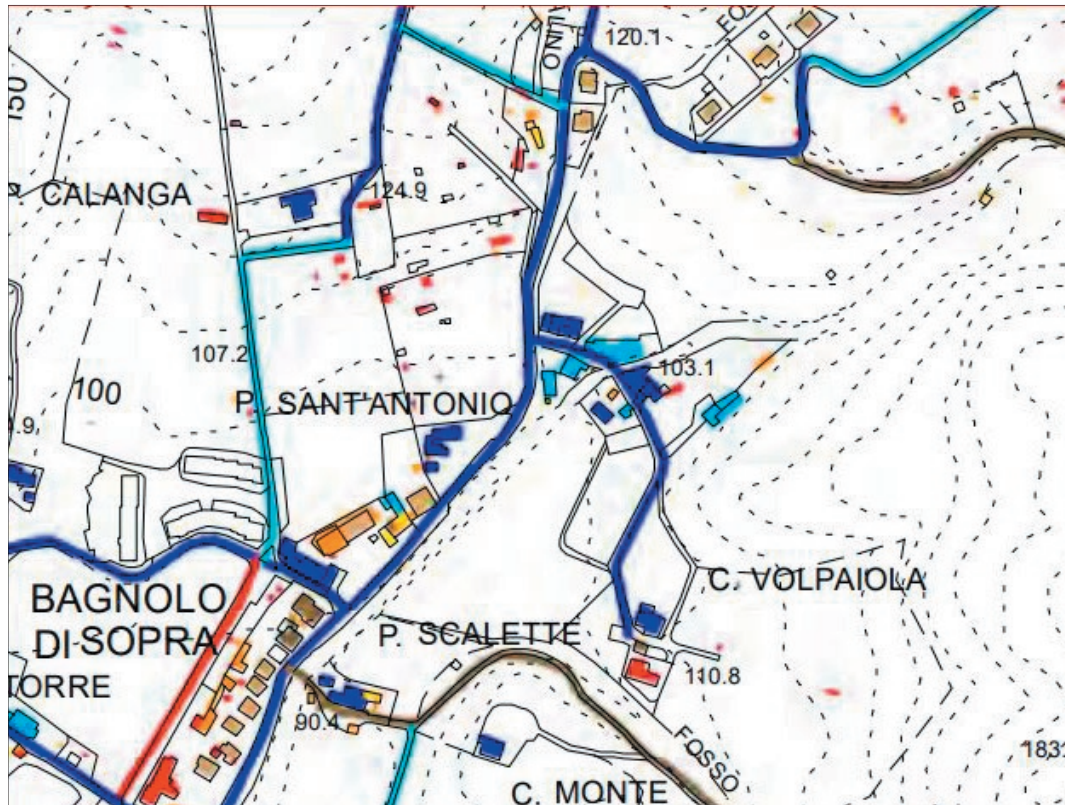 120.1
150
CALANGA
124.9
107.2
103.1
100
P. SANT'ANTONIO
BAGNOLO
DI SOPRA
C. VOLPAIOLA
P. SCALETTE
TORRE
110.8
90.4
FOSSO
C. MONTE